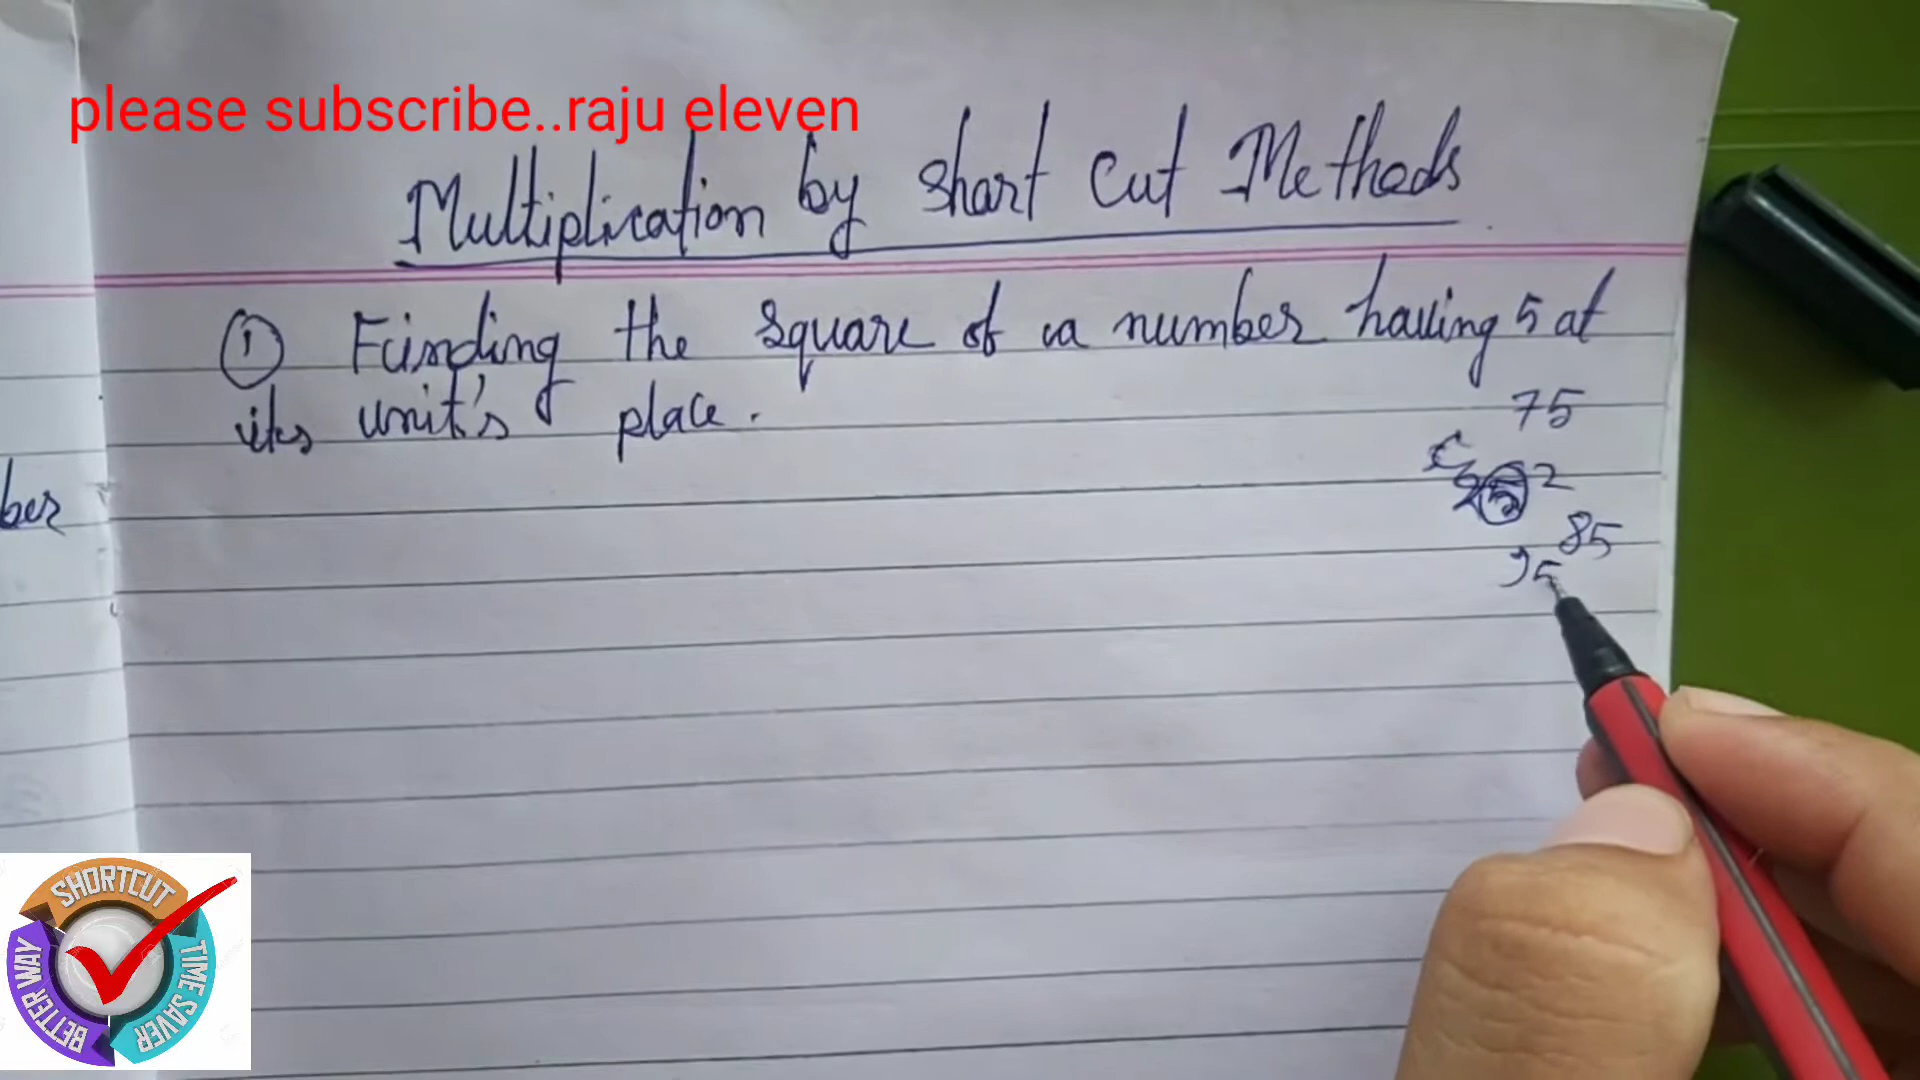 please subscribe..raju eleven
Multiplication by short cut Methods
① Finding the square of a number having 5 at
its unit's place.
75
2
85
95
ber
SHORTCUT
BETTER WAY
TIME SAVER